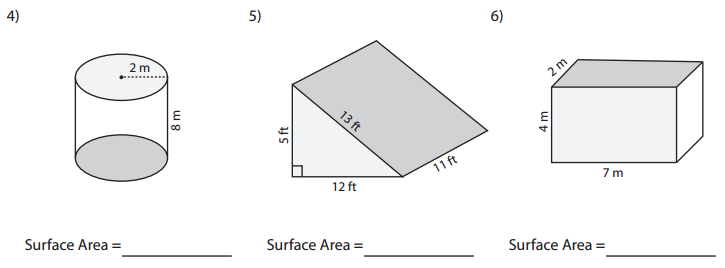 4)
2 m
8 m
Surface Area =
5)
5 ft
13 ft
12 ft
11 ft
Surface Area =
6)
2 m
4 m
7 m
Surface Area =